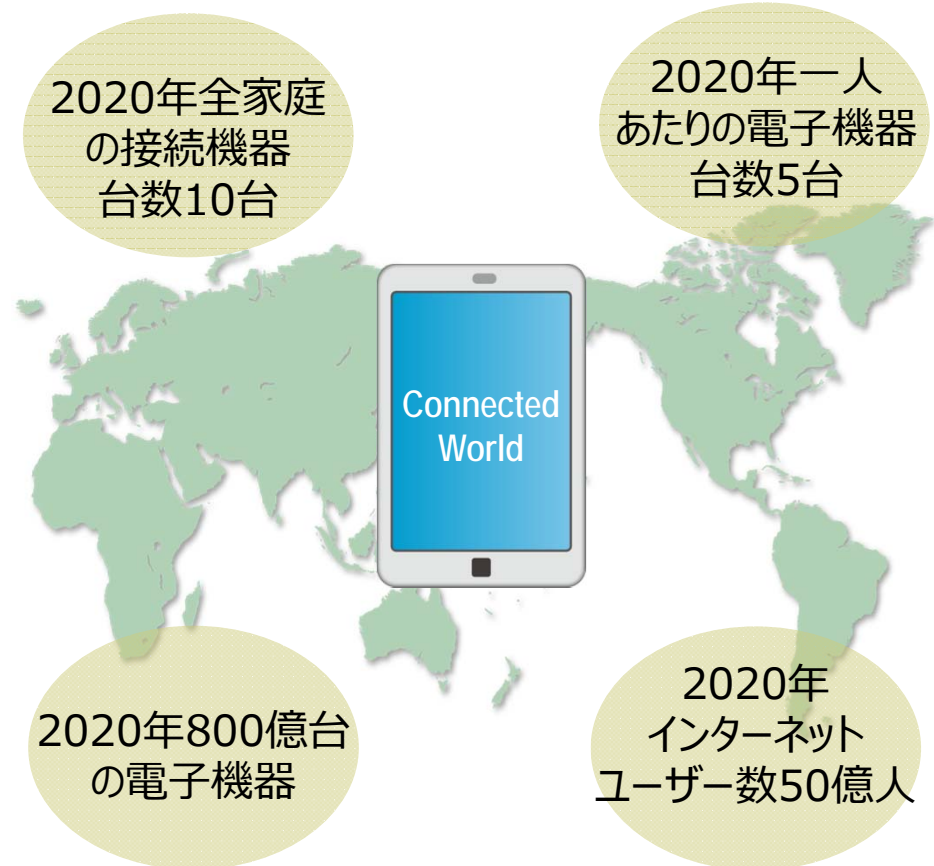 2020年全家庭
の接続機器
台数10台
2020年一人
あたりの電子機器
台数5台
Connected
World
2020年800億台
の電子機器
2020年
インターネット
ユーザー数50億人